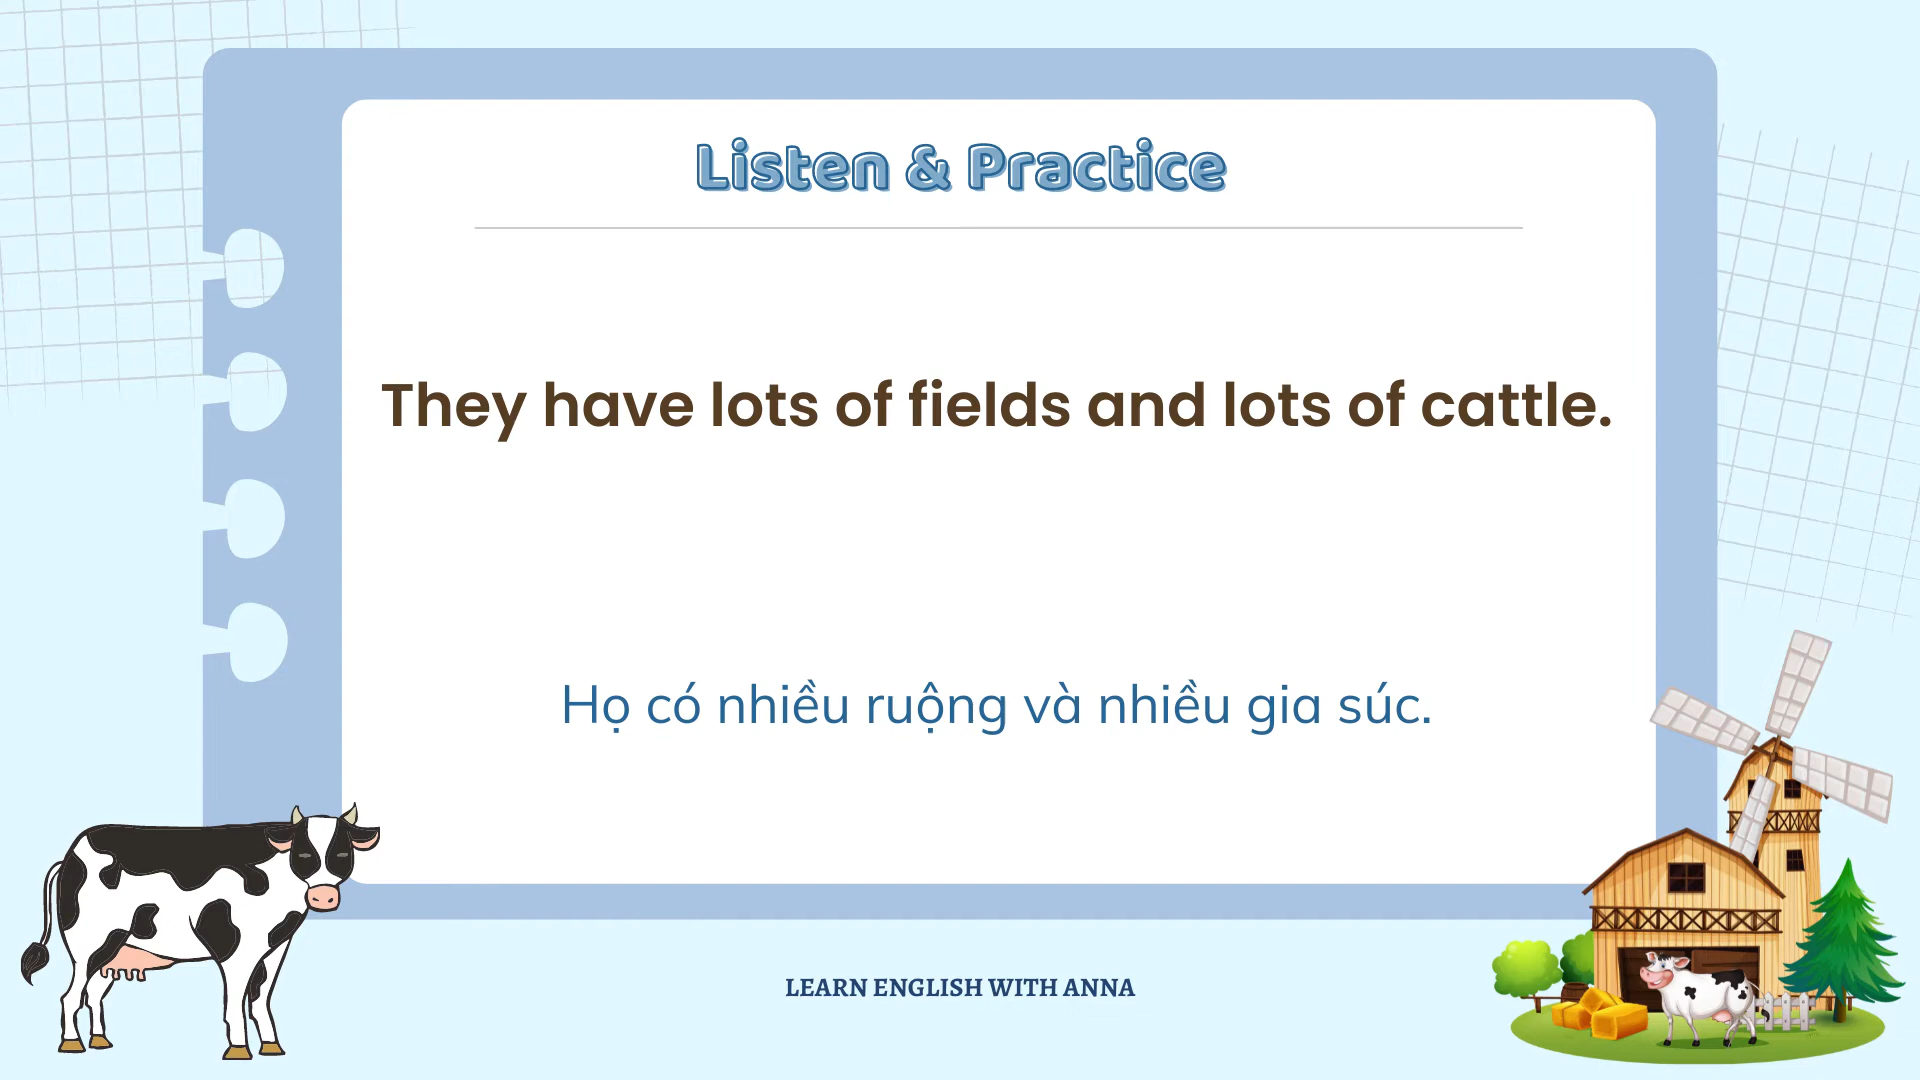 Listen & Practice
They have lots of fields and lots of cattle.
Họ có nhiều ruộng và nhiều gia súc.
LEARN ENGLISH WITH ANNA